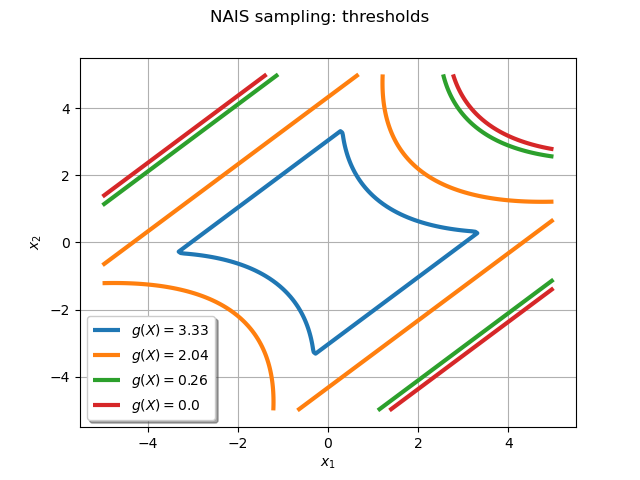 NAIS sampling: thresholds
x₂
4
2
0
−2
−4
g(X) = 3.33
g(X) = 2.04
g(X) = 0.26
g(X) = 0.0
−4 −2 0 2 4
x₁